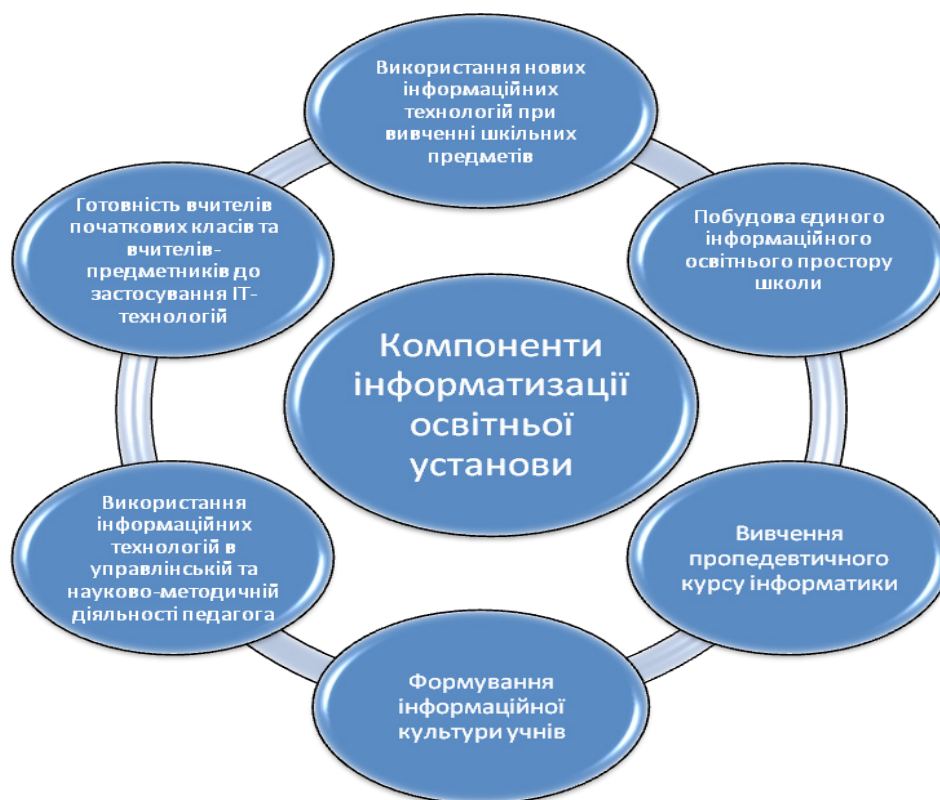 Використання нових
інформаційних
технологій при
вивченні шкільних
предметів
Готовність вчителів
початкових класів та
вчителів-
предметників до
застосування ІТ-
технологій
Побудова єдиного
інформаційного
освітнього простору
школи
Компоненти
інформатизації
освітньої
установи
Використання
інформаційних
технологій в
управлінській та
науково-методичній
діяльності педагога
Вивчення
пропедевтичного
курсу інформатики
Формування
інформаційної
культури учнів